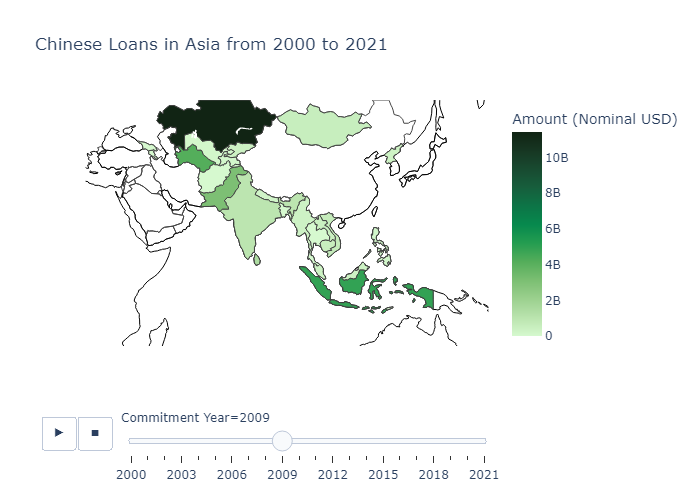 Chinese Loans in Asia from 2000 to 2021
Amount (Nominal USD)
10B
8B
6B
4B
2B
0
Commitment Year=2009
2000 2003 2006 2009 2012 2015 2018 2021